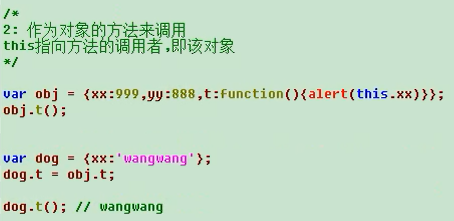 /*
2: 作为对象的方法来调用
this指向方法的调用者,即该对象
*/
var obj = {xx:999,yy:888,t:function(){alert(this.xx)}};
obj.t();
var dog = {xx:'wangwang'};
dog.t = obj.t;
dog.t(); // wangwang